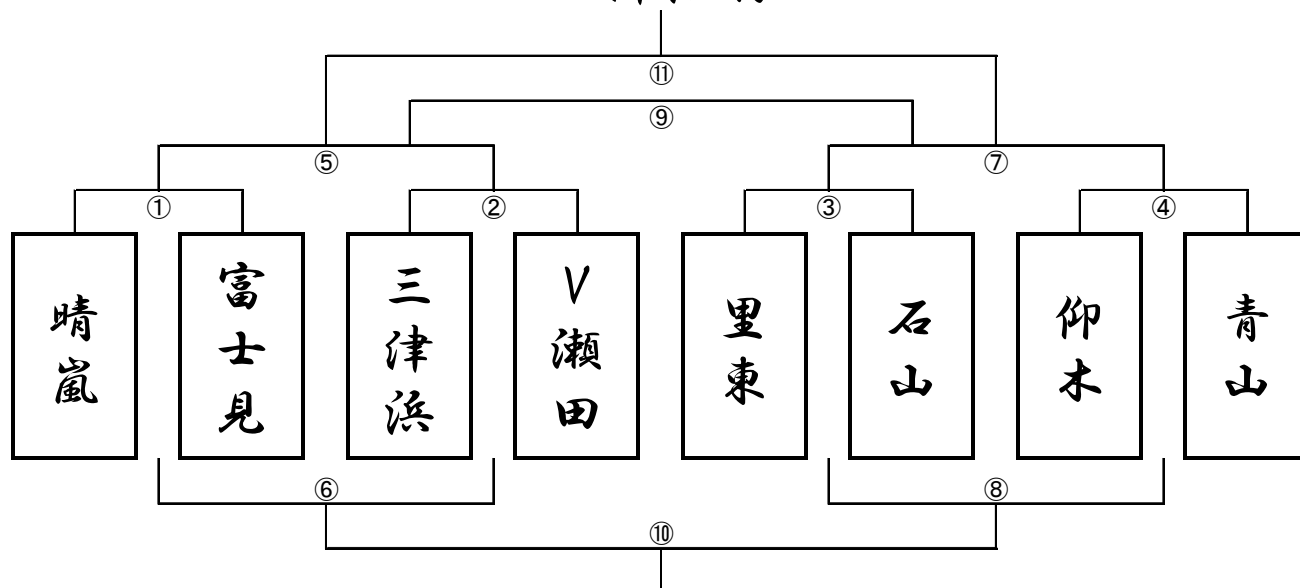 ⑪
⑨
⑤
⑦
①
②
③
④
晴嵐
富士見
三津浜
V瀬田
里東
石山
仰木
青山
⑥
⑧
⑩